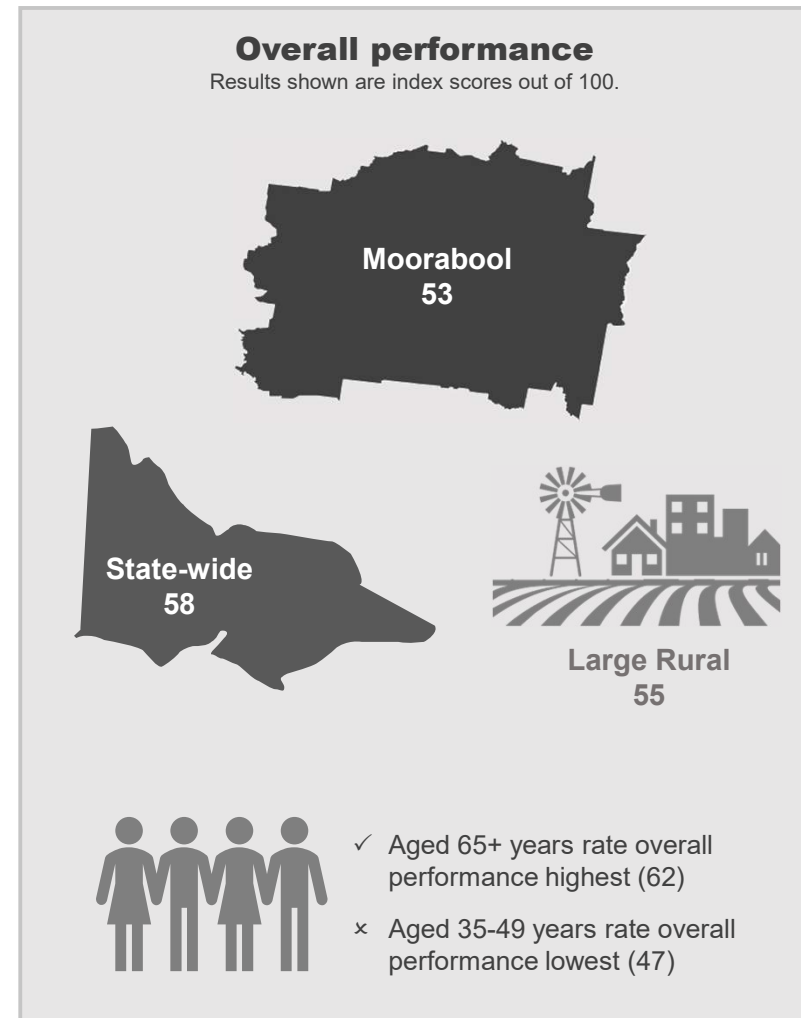 Overall performance
Results shown are index scores out of 100.
Moorabool
53
State-wide
58
Large Rural
55
✓ Aged 65+ years rate overall
performance highest (62)
× Aged 35-49 years rate overall
performance lowest (47)